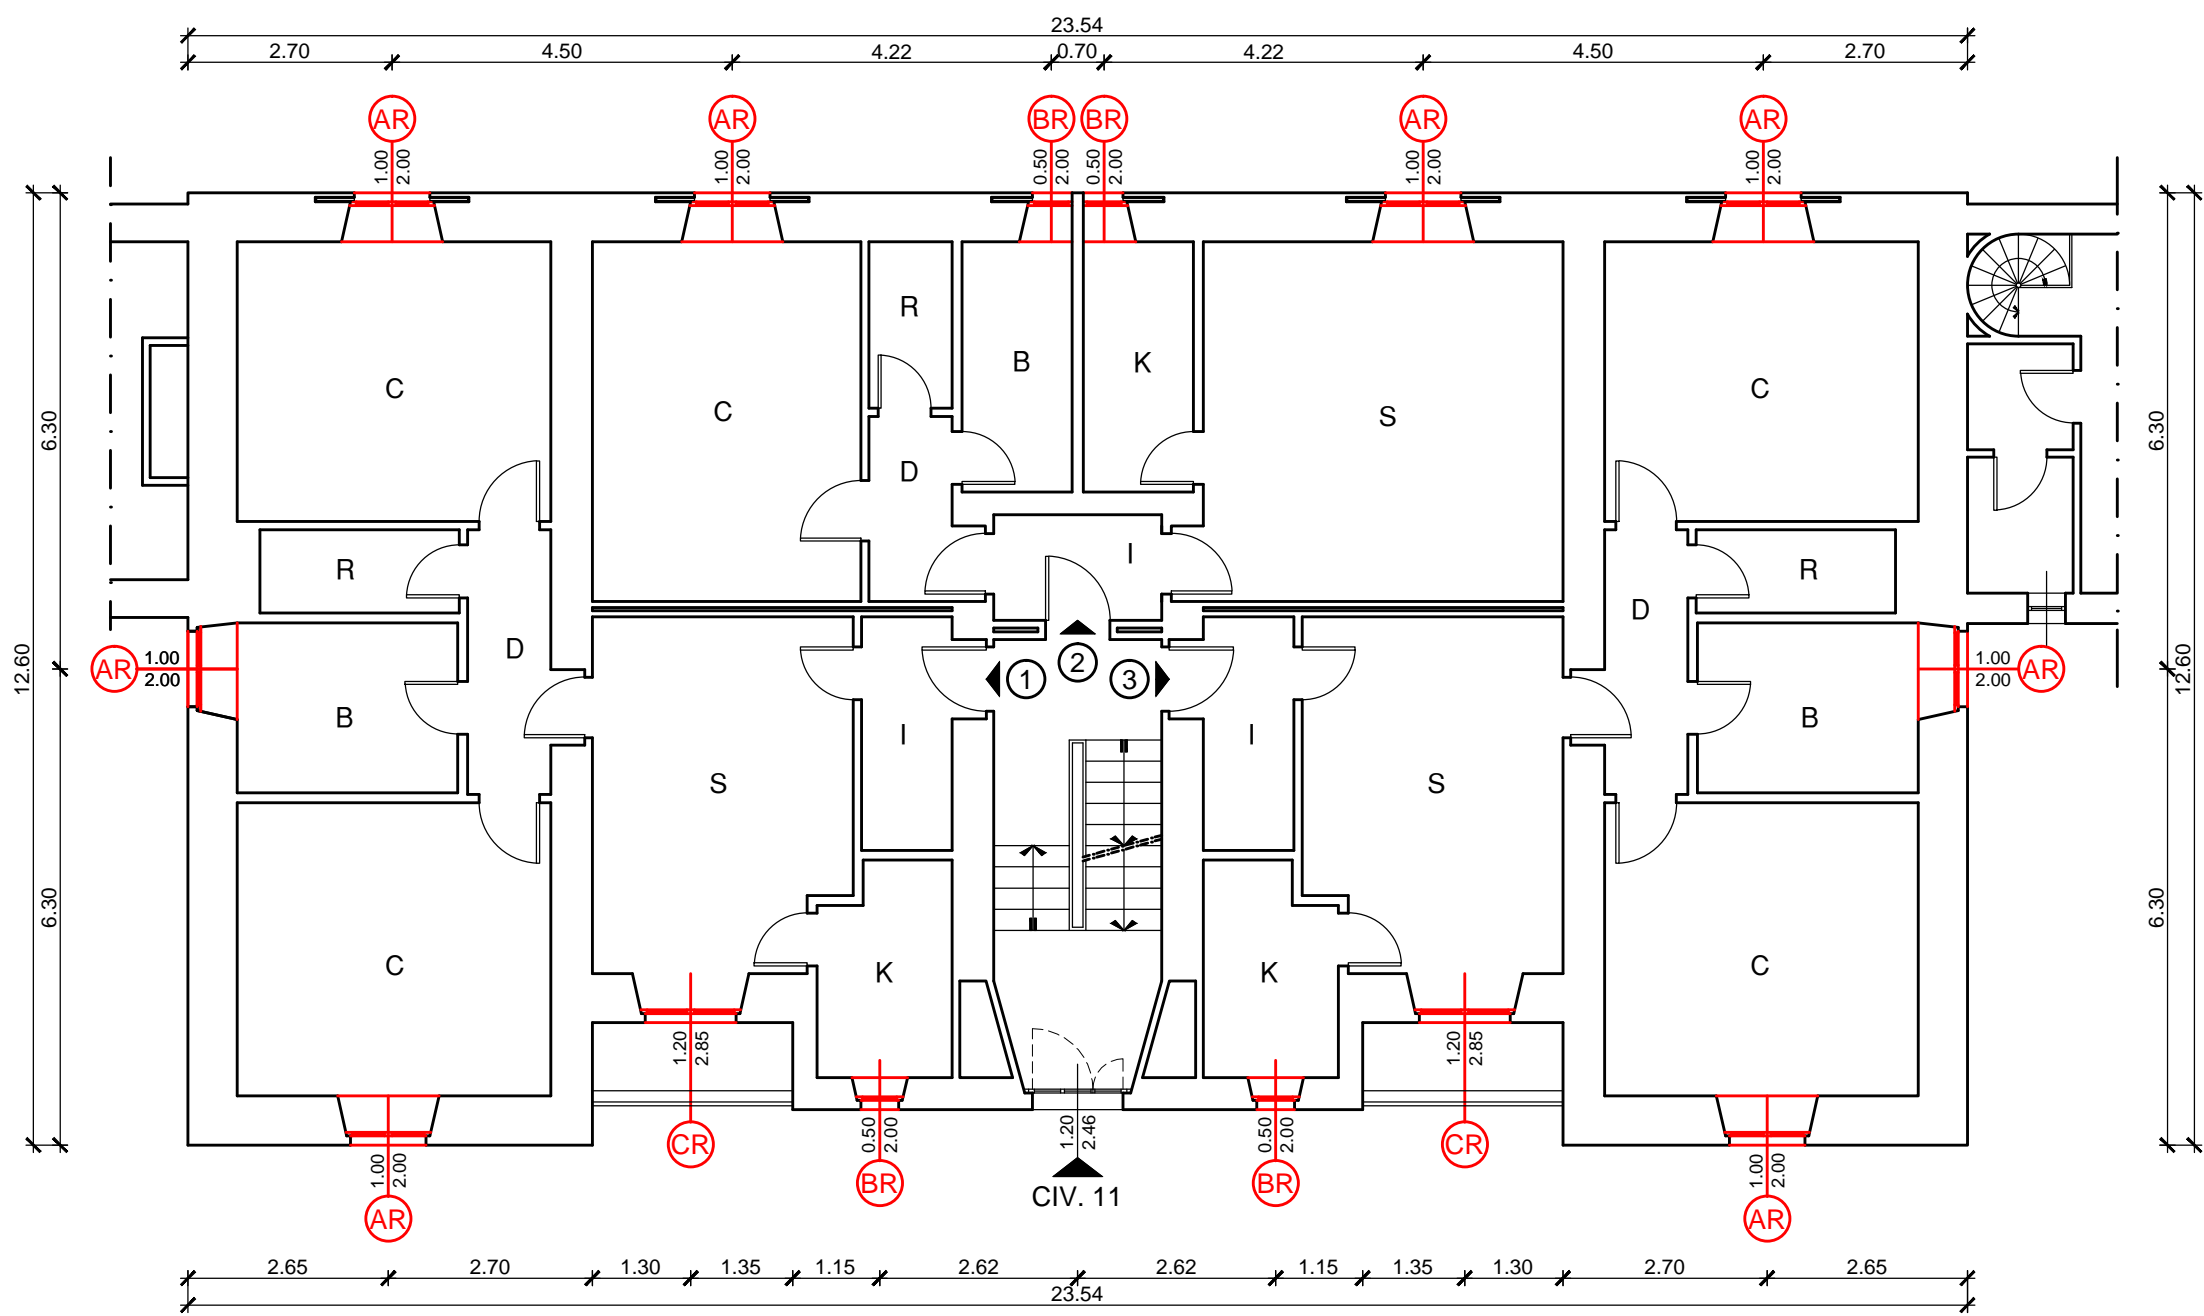 23.54
2.70 4.50 4.22 0.70 4.22 4.50 2.70
AR AR BR BR AR AR
1.00 2.00 1.00 2.00 0.50 2.00 0.50 2.00 1.00 2.00 1.00 2.00
R
B K
C C
C S
6.30 6.30
D
I
R R
D
D
12.60 12.60
AR 1.00 2.00 1 2 3 1.00 2.00 AR
B B
I I
S S
6.30 6.30
C C
K K
1.20 2.85 1.20 2.85
0.50 2.00 1.20 2.46 0.50 2.00
CR CR
1.00 2.00 1.00 2.00
BR BR
CIV. 11
AR AR
2.65 2.70 1.30 1.35 1.15 2.62 2.62 1.15 1.35 1.30 2.70 2.65
23.54